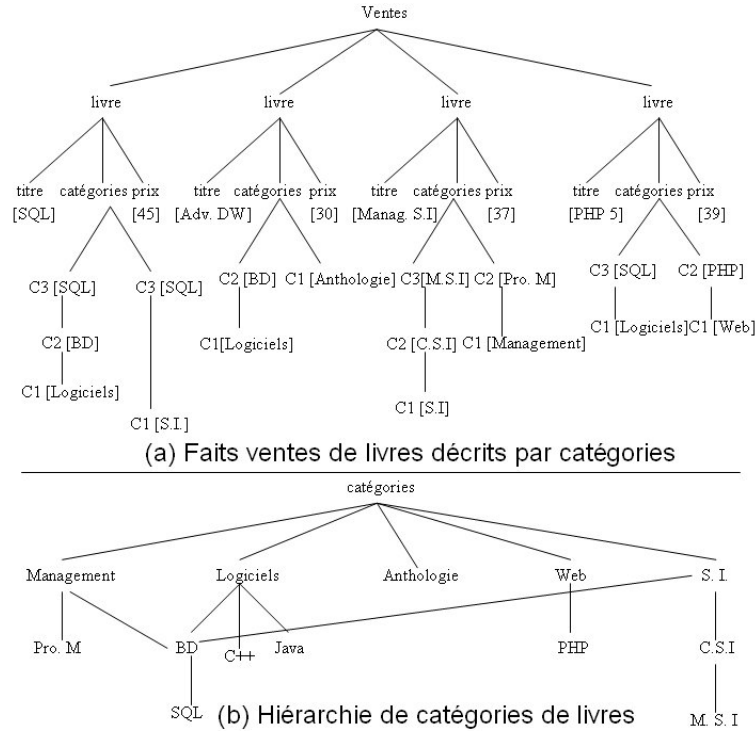 Ventes
livre livre livre livre
titre catégories prix titre catégories prix titre catégories prix titre catégories prix
[SQL] [45] [Adv. DW] [30] [Manag. S.I] [37] [PHP 5] [39]
C3 [SQL] C3 [SQL] C2 [BD] C1 [Anthologie] C3[M.S.I] C2 [Pro. M] C3 [SQL] C2 [PHP]
C2 [BD] C1[Logiciels] C2 [C.S.I] C1 [Management] C1 [Logiciels] C1 [Web]
C1 [Logiciels] C1 [S.I.] C1 [S.I]
(a) Faits ventes de livres décrits par catégories
catégories
Management Logiciels Anthologie Web S. I.
Pro. M BD C++ Java PHP C.S.I
SQL M. S. I
(b) Hiérarchie de catégories de livres